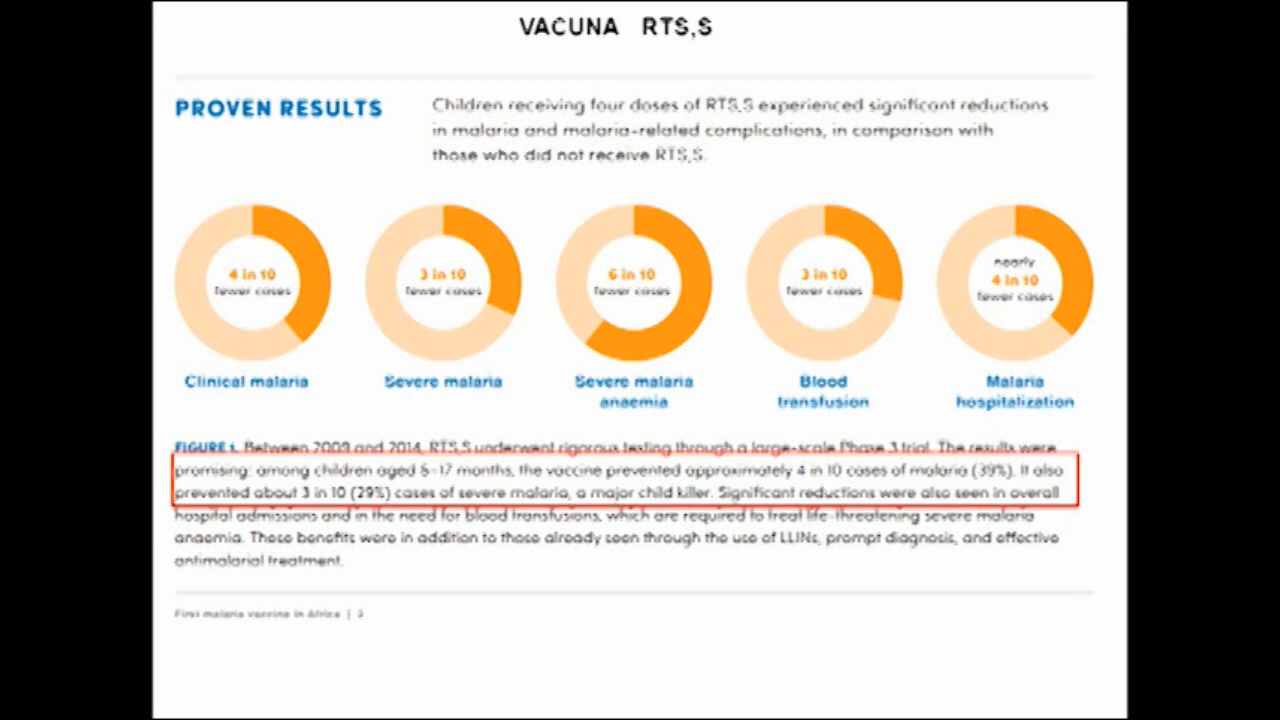 VACUNA RTS,S
PROVEN RESULTS
Children receiving four doses of RTS,S experienced significant reductions
in malaria and malaria-related complications, in comparison with
those who did not receive RTS,S.
4 in 10
fewer cases
Clinical malaria
3 in 10
fewer cases
Severe malaria
6 in 10
fewer cases
Severe malaria
anaemia
3 in 10
fewer cases
Blood
transfusion
nearly
4 in 10
fewer cases
Malaria
hospitalization
FIGURE 1. Between 2009 and 2014, RTS,S underwent rigorous testing through a large-scale Phase 3 trial. The results were
promising: among children aged 5-17 months, the vaccine prevented approximately 4 in 10 cases of malaria (39%). It also
prevented about 3 in 10 (29%) cases of severe malaria, a major child killer. Significant reductions were also seen in overall
hospital admissions and in the need for blood transfusions, which are required to treat life-threatening severe malaria
anaemia. These benefits were in addition to those already seen through the use of LLINs, prompt diagnosis, and effective
antimalarial treatment.
First malaria vaccine in Africa | 3